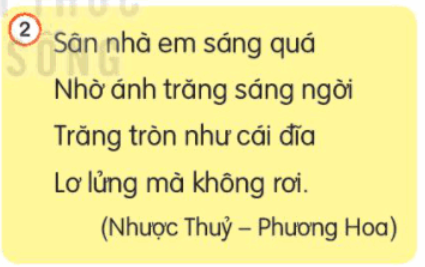 2
Sân nhà em sáng quá
Nhờ ánh trăng sáng ngời
Trăng tròn như cái đĩa
Lơ lửng mà không rơi.
(Nhược Thuỷ – Phương Hoa)
SỐNG